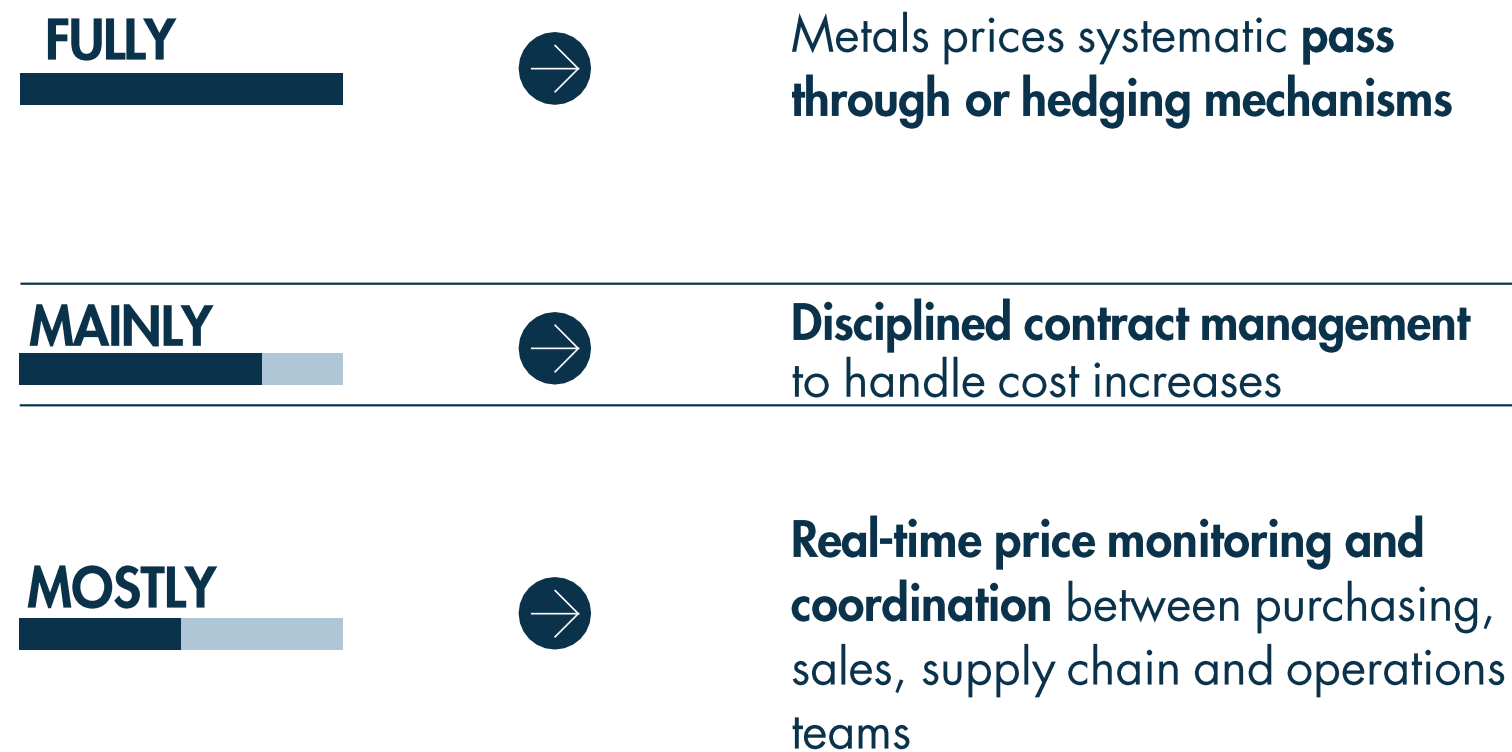 FULLY
Metals prices systematic pass
through or hedging mechanisms
MAINLY
Disciplined contract management
to handle cost increases
MOSTLY
Real-time price monitoring and
coordination between purchasing,
sales, supply chain and operations
teams